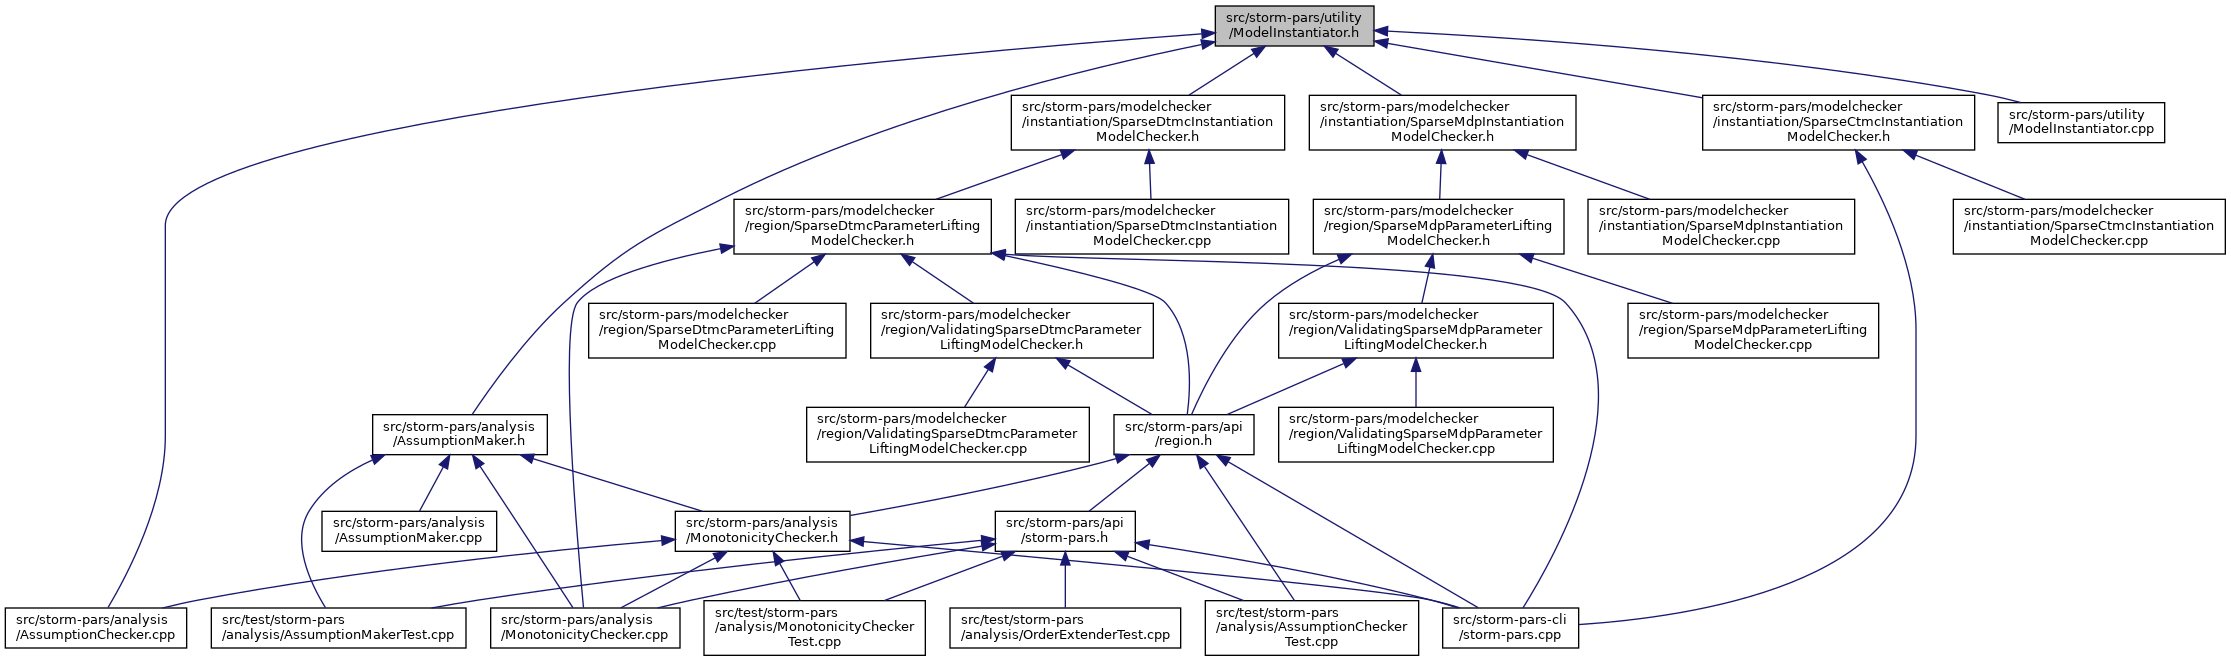 src/storm-pars/utility
/ModelInstantiator.h
src/storm-pars/modelchecker
/instantiation/SparseDtmcInstantiation
ModelChecker.h
src/storm-pars/modelchecker
/instantiation/SparseMdpInstantiation
ModelChecker.h
src/storm-pars/modelchecker
/instantiation/SparseCtmcInstantiation
ModelChecker.h
src/storm-pars/utility
/ModelInstantiator.cpp
src/storm-pars/modelchecker
/region/SparseDtmcParameterLifting
ModelChecker.h
src/storm-pars/modelchecker
/instantiation/SparseDtmcInstantiation
ModelChecker.cpp
src/storm-pars/modelchecker
/region/SparseMdpParameterLifting
ModelChecker.h
src/storm-pars/modelchecker
/instantiation/SparseMdpInstantiation
ModelChecker.cpp
src/storm-pars/modelchecker
/instantiation/SparseCtmcInstantiation
ModelChecker.cpp
src/storm-pars/modelchecker
/region/SparseDtmcParameterLifting
ModelChecker.cpp
src/storm-pars/modelchecker
/region/ValidatingSparseDtmcParameter
LiftingModelChecker.h
src/storm-pars/modelchecker
/region/ValidatingSparseMdpParameter
LiftingModelChecker.h
src/storm-pars/modelchecker
/region/SparseMdpParameterLifting
ModelChecker.cpp
src/storm-pars/analysis
/AssumptionMaker.h
src/storm-pars/modelchecker
/region/ValidatingSparseDtmcParameter
LiftingModelChecker.cpp
src/storm-pars/api
/region.h
src/storm-pars/modelchecker
/region/ValidatingSparseMdpParameter
LiftingModelChecker.cpp
src/storm-pars/analysis
/AssumptionMaker.cpp
src/storm-pars/analysis
/MonotonicityChecker.h
src/storm-pars/api
/storm-pars.h
src/storm-pars/analysis
/AssumptionChecker.cpp
src/test/storm-pars
/analysis/AssumptionMakerTest.cpp
src/storm-pars/analysis
/MonotonicityChecker.cpp
src/test/storm-pars
/analysis/MonotonicityChecker
Test.cpp
src/test/storm-pars
/analysis/OrderExtenderTest.cpp
src/test/storm-pars
/analysis/AssumptionChecker
Test.cpp
src/storm-pars-cli
/storm-pars.cpp